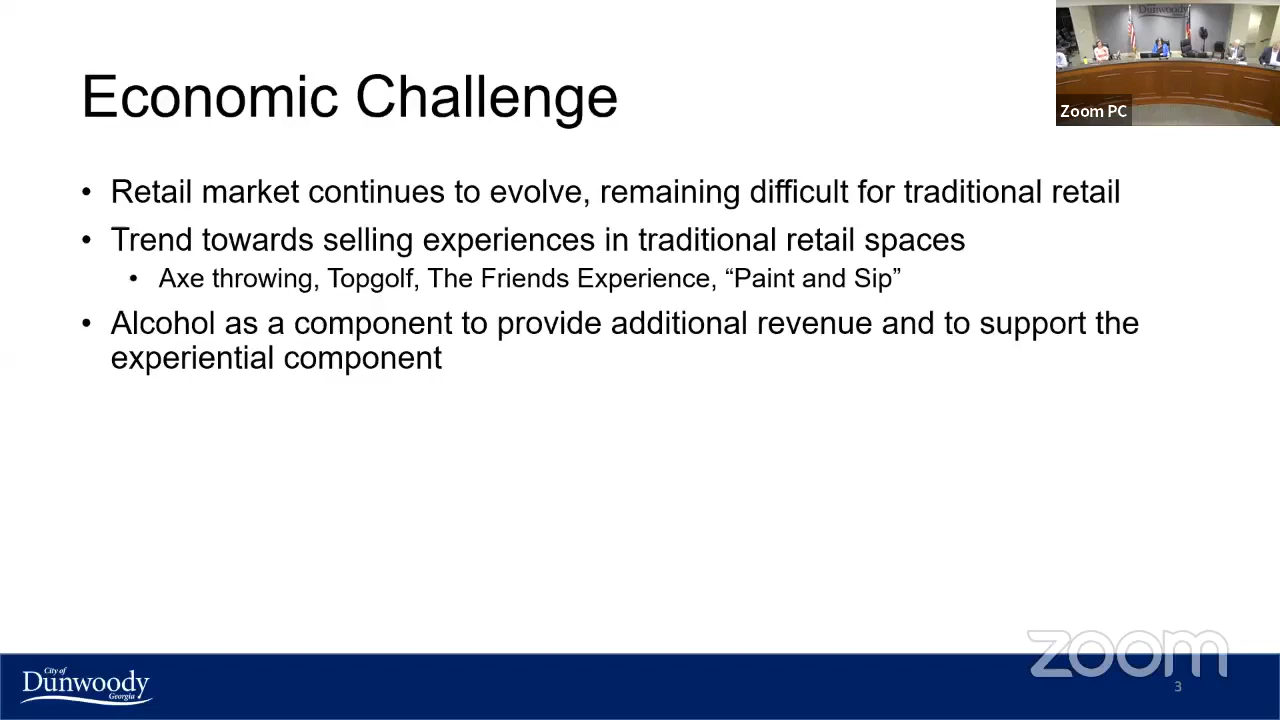 Dunwoody
Zoom PC
Economic Challenge
• Retail market continues to evolve, remaining difficult for traditional retail
• Trend towards selling experiences in traditional retail spaces
• Axe throwing, Topgolf, The Friends Experience, “Paint and Sip”
• Alcohol as a component to provide additional revenue and to support the
experiential component
zoom
City of
Dunwoody
Georgia
3